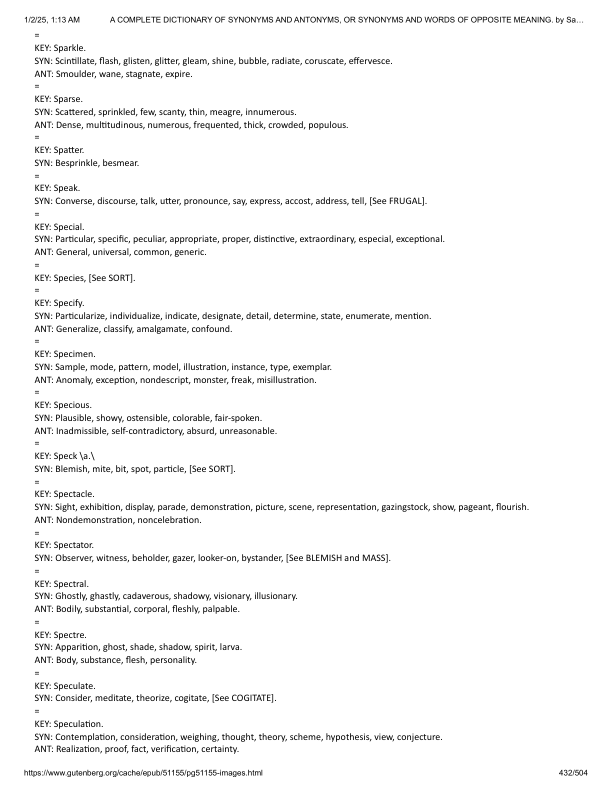 1/2/25, 1:13 AM A COMPLETE DICTIONARY OF SYNONYMS AND ANTONYMS, OR SYNONYMS AND WORDS OF OPPOSITE MEANING. by Sa…
=
KEY: Sparkle.
SYN: Scintillate, flash, glisten, glitter, gleam, shine, bubble, radiate, coruscate, effervesce.
ANT: Smoulder, wane, stagnate, expire.
=
KEY: Sparse.
SYN: Scattered, sprinkled, few, scanty, thin, meagre, innumerous.
ANT: Dense, multitudinous, numerous, frequented, thick, crowded, populous.
=
KEY: Spatter.
SYN: Besprinkle, besmear.
=
KEY: Speak.
SYN: Converse, discourse, talk, utter, pronounce, say, express, accost, address, tell, [See FRUGAL].
=
KEY: Special.
SYN: Particular, specific, peculiar, appropriate, proper, distinctive, extraordinary, especial, exceptional.
ANT: General, universal, common, generic.
=
KEY: Species, [See SORT].
=
KEY: Specify.
SYN: Particularize, individualize, indicate, designate, detail, determine, state, enumerate, mention.
ANT: Generalize, classify, amalgamate, confound.
=
KEY: Specimen.
SYN: Sample, mode, pattern, model, illustration, instance, type, exemplar.
ANT: Anomaly, exception, nondescript, monster, freak, misillustration.
=
KEY: Specious.
SYN: Plausible, showy, ostensible, colorable, fair-spoken.
ANT: Inadmissible, self-contradictory, absurd, unreasonable.
=
KEY: Speck \a.\
SYN: Blemish, mite, bit, spot, particle, [See SORT].
=
KEY: Spectacle.
SYN: Sight, exhibition, display, parade, demonstration, picture, scene, representation, gazingstock, show, pageant, flourish.
ANT: Nondemonstration, noncelebration.
=
KEY: Spectator.
SYN: Observer, witness, beholder, gazer, looker-on, bystander, [See BLEMISH and MASS].
=
KEY: Spectral.
SYN: Ghostly, ghastly, cadaverous, shadowy, visionary, illusionary.
ANT: Bodily, substantial, corporal, fleshly, palpable.
=
KEY: Spectre.
SYN: Apparition, ghost, shade, shadow, spirit, larva.
ANT: Body, substance, flesh, personality.
=
KEY: Speculate.
SYN: Consider, meditate, theorize, cogitate, [See COGITATE].
=
KEY: Speculation.
SYN: Contemplation, consideration, weighing, thought, theory, scheme, hypothesis, view, conjecture.
ANT: Realization, proof, fact, verification, certainty.
https://www.gutenberg.org/cache/epub/51155/pg51155-images.html 432/504